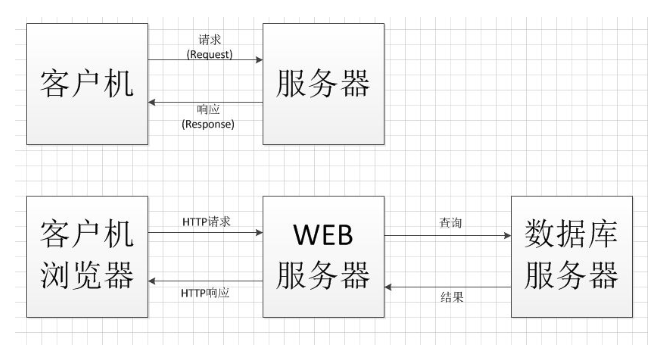 请求
(Request)
客户机
服务器
响应
(Response)
客户机
浏览器
HTTP请求
HTTP响应
WEB
服务器
查询
结果
数据库
服务器